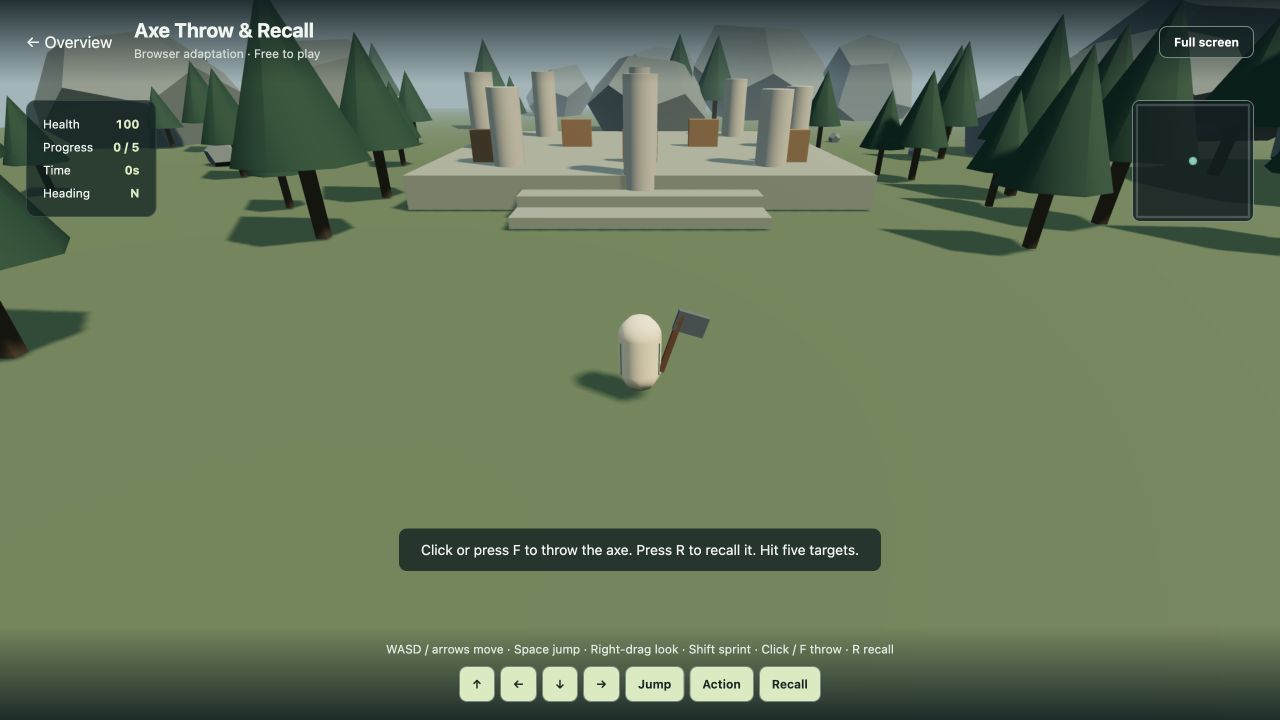 ← Overview
Axe Throw & Recall
Browser adaptation · Free to play
Full screen
Health 100
Progress 0 / 5
Time 0s
Heading N
Click or press F to throw the axe. Press R to recall it. Hit five targets.
WASD / arrows move · Space jump · Right-drag look · Shift sprint · Click / F throw · R recall
↑ ← ↓ → Jump Action Recall